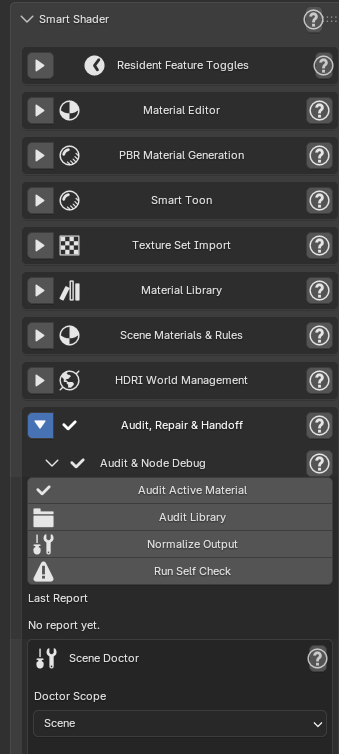 Smart Shader
Resident Feature Toggles
Material Editor
PBR Material Generation
Smart Toon
Texture Set Import
Material Library
Scene Materials & Rules
HDRI World Management
Audit, Repair & Handoff
Audit & Node Debug
Audit Active Material
Audit Library
Normalize Output
Run Self Check
Last Report
No report yet.
Scene Doctor
Doctor Scope
Scene